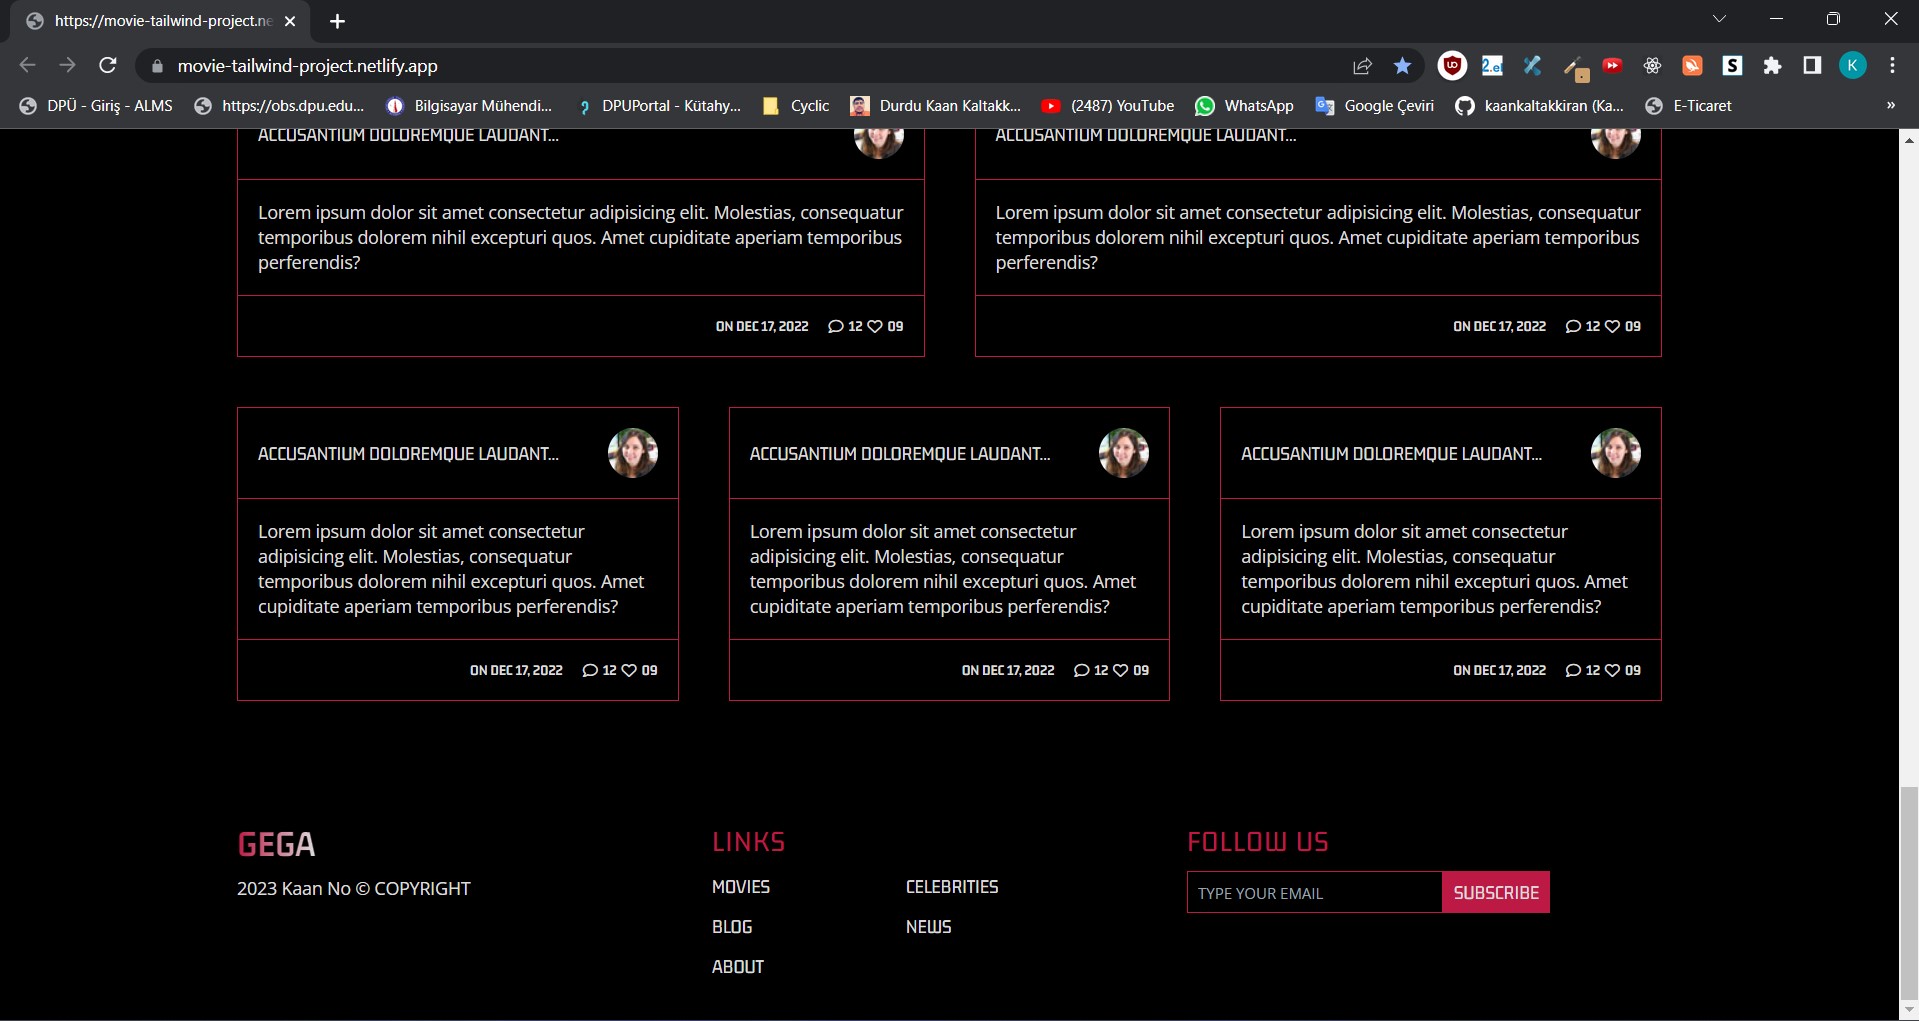 https://movie-tailwind-project.ne
movie-tailwind-project.netlify.app
DPÜ - Giriş - ALMS https://obs.dpu.edu... Bilgisayar Mühendi... DPUPortal - Kütahy... Cyclic Durdu Kaan Kaltakk... (2487) YouTube WhatsApp Google Çeviri kaankaltakkiran (Ka... E-Ticaret »
ACCUSANTIUM DOLOREMQUE LAUDANT...
Lorem ipsum dolor sit amet consectetur adipisicing elit. Molestias, consequatur
temporibus dolorem nihil excepturi quos. Amet cupiditate aperiam temporibus
perferendis?
ON DEC 17, 2022 12 09
ACCUSANTIUM DOLOREMQUE LAUDANT...
Lorem ipsum dolor sit amet consectetur adipisicing elit. Molestias, consequatur
temporibus dolorem nihil excepturi quos. Amet cupiditate aperiam temporibus
perferendis?
ON DEC 17, 2022 12 09
ACCUSANTIUM DOLOREMQUE LAUDANT...
Lorem ipsum dolor sit amet consectetur
adipisicing elit. Molestias, consequatur
temporibus dolorem nihil excepturi quos. Amet
cupiditate aperiam temporibus perferendis?
ON DEC 17, 2022 12 09
ACCUSANTIUM DOLOREMQUE LAUDANT...
Lorem ipsum dolor sit amet consectetur
adipisicing elit. Molestias, consequatur
temporibus dolorem nihil excepturi quos. Amet
cupiditate aperiam temporibus perferendis?
ON DEC 17, 2022 12 09
ACCUSANTIUM DOLOREMQUE LAUDANT...
Lorem ipsum dolor sit amet consectetur
adipisicing elit. Molestias, consequatur
temporibus dolorem nihil excepturi quos. Amet
cupiditate aperiam temporibus perferendis?
ON DEC 17, 2022 12 09
GEGA
2023 Kaan No © COPYRIGHT
LINKS
MOVIES CELEBRITIES
BLOG NEWS
ABOUT
FOLLOW US
TYPE YOUR EMAIL SUBSCRIBE